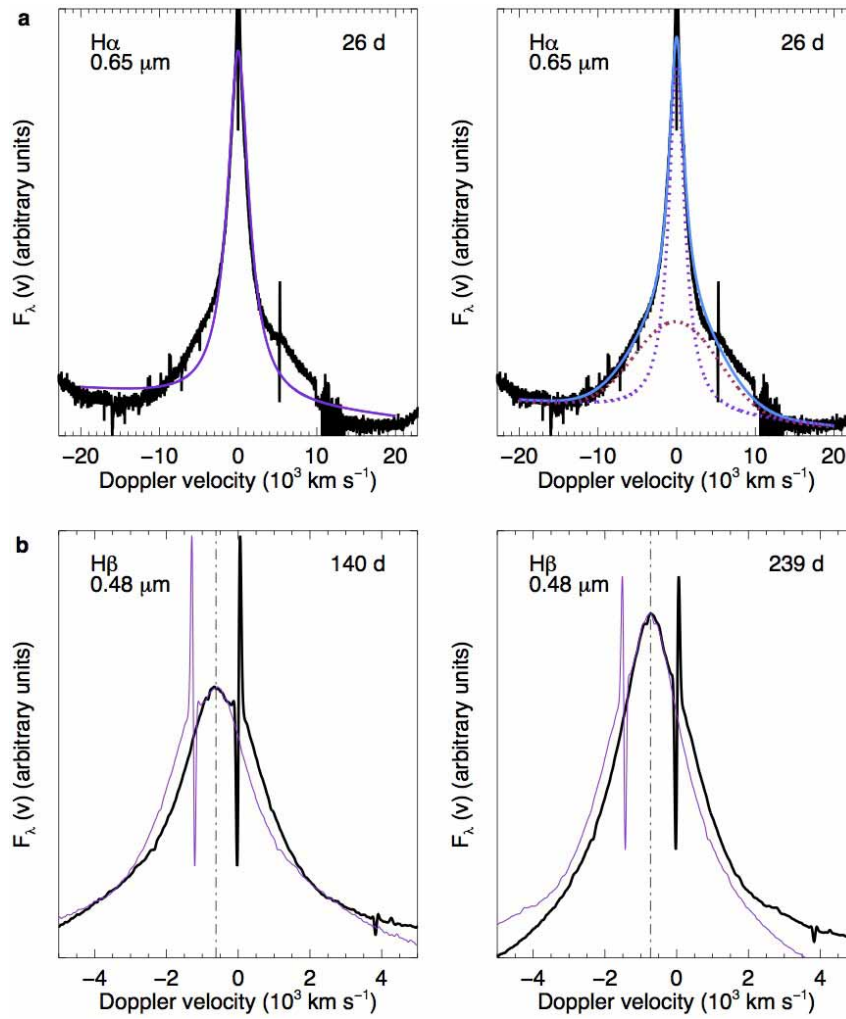 a
Hα
0.65 μm
26 d
F_λ (v) (arbitrary units)
−20 −10 0 10 20
Doppler velocity (10³ km s⁻¹)
Hα
0.65 μm
26 d
F_λ (v) (arbitrary units)
−20 −10 0 10 20
Doppler velocity (10³ km s⁻¹)
b
Hβ
0.48 μm
140 d
F_λ (v) (arbitrary units)
−4 −2 0 2 4
Doppler velocity (10³ km s⁻¹)
Hβ
0.48 μm
239 d
F_λ (v) (arbitrary units)
−4 −2 0 2 4
Doppler velocity (10³ km s⁻¹)